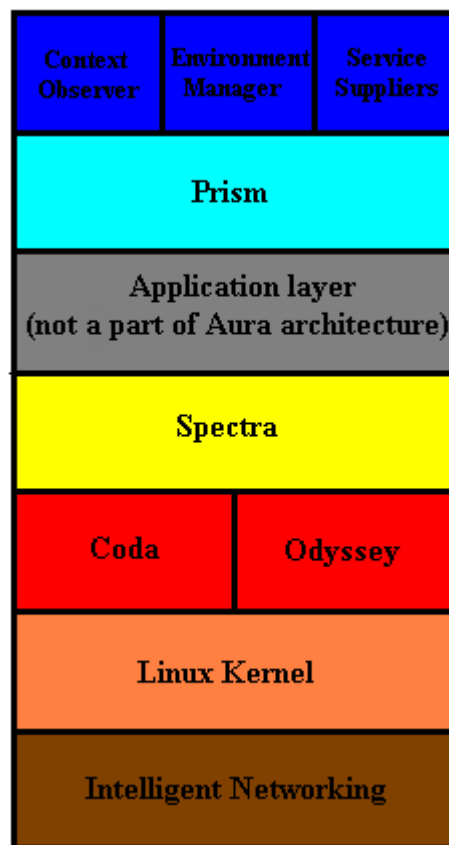 Context
Observer
Environment
Manager
Service
Suppliers
Prism
Application layer
(not a part of Aura architecture)
Spectra
Coda
Odyssey
Linux Kernel
Intelligent Networking